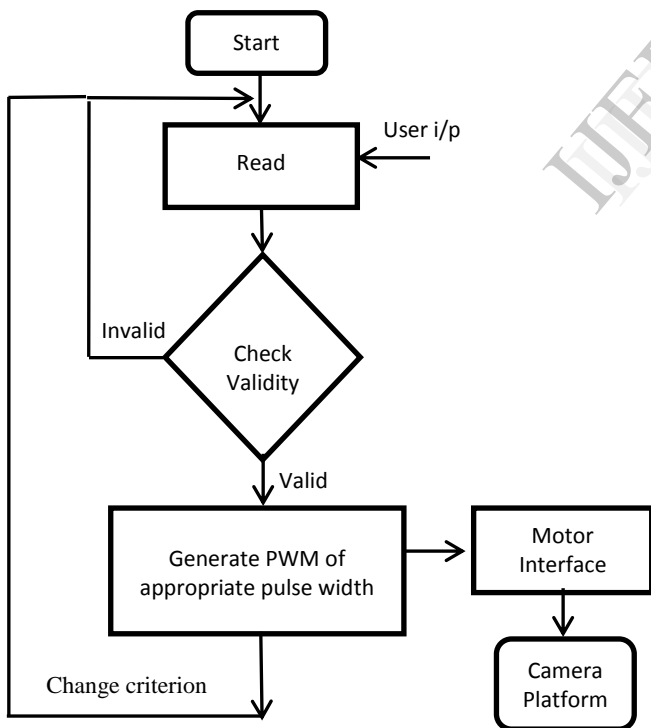 Start
User i/p
Read
Invalid
Check
Validity
Valid
Generate PWM of
appropriate pulse width
Motor
Interface
Change criterion
Camera
Platform